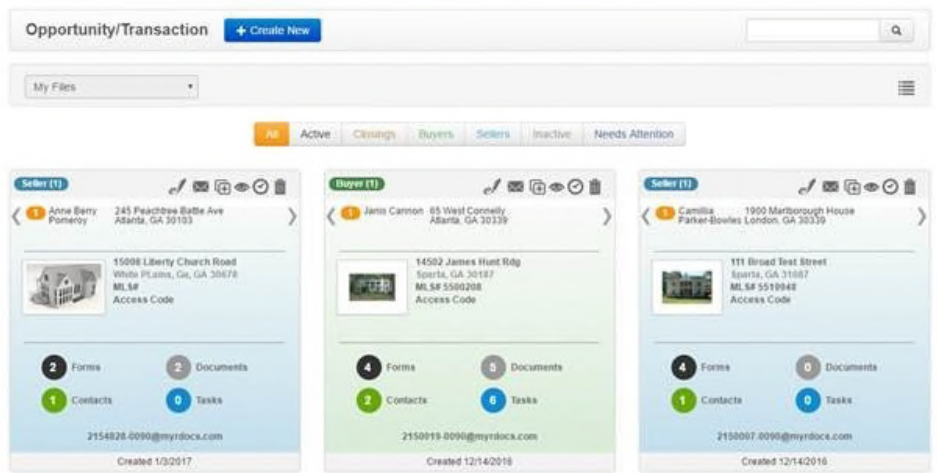 Opportunity/Transaction
+ Create New
My Files
All
Active
Closings
Buyers
Sellers
Inactive
Needs Attention
Seller (1)
1 Anne Berry Pomeroy
245 Peachtree Battle Ave
Atlanta, GA 30103
15008 Liberty Church Road
White PLains, Ga, GA 30678
MLS#
Access Code
2 Forms
2 Documents
1 Contacts
0 Tasks
2154828-0090@myrdocs.com
Created 1/3/2017
Buyer (1)
1 Janis Cannon
65 West Connelly
Atlanta, GA 30339
14502 James Hunt Rdg
Sparta, GA 30187
MLS# 5500208
Access Code
4 Forms
5 Documents
2 Contacts
6 Tasks
2150019-0090@myrdocs.com
Created 12/14/2016
Seller (1)
1 Camillia Parker-Bowles
1900 Marlborough House
London, GA 30339
111 Broad Test Street
Sparta, GA 31087
MLS# 5519048
Access Code
4 Forms
0 Documents
1 Contacts
0 Tasks
2150007-0090@myrdocs.com
Created 12/14/2016